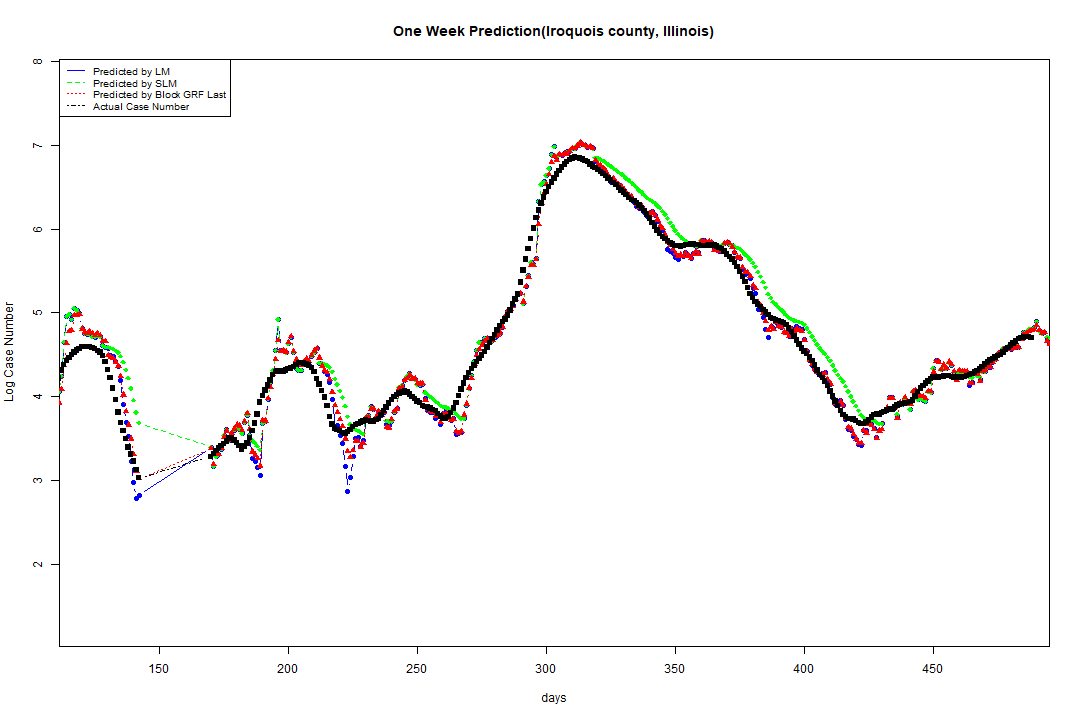 One Week Prediction(Iroquois county, Illinois)
Predicted by LM
Predicted by SLM
Predicted by Block GRF Last
Actual Case Number
8
7
6
5
4
3
2
Log Case Number
150 200 250 300 350 400 450
days